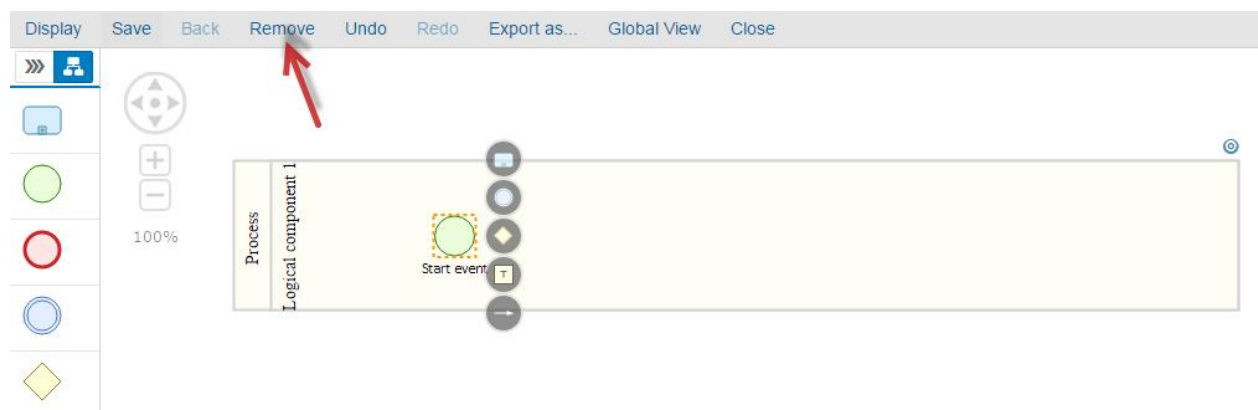 Display Save Back Remove Undo Redo Export as... Global View Close
100%
Process
Logical component 1
Start event
T